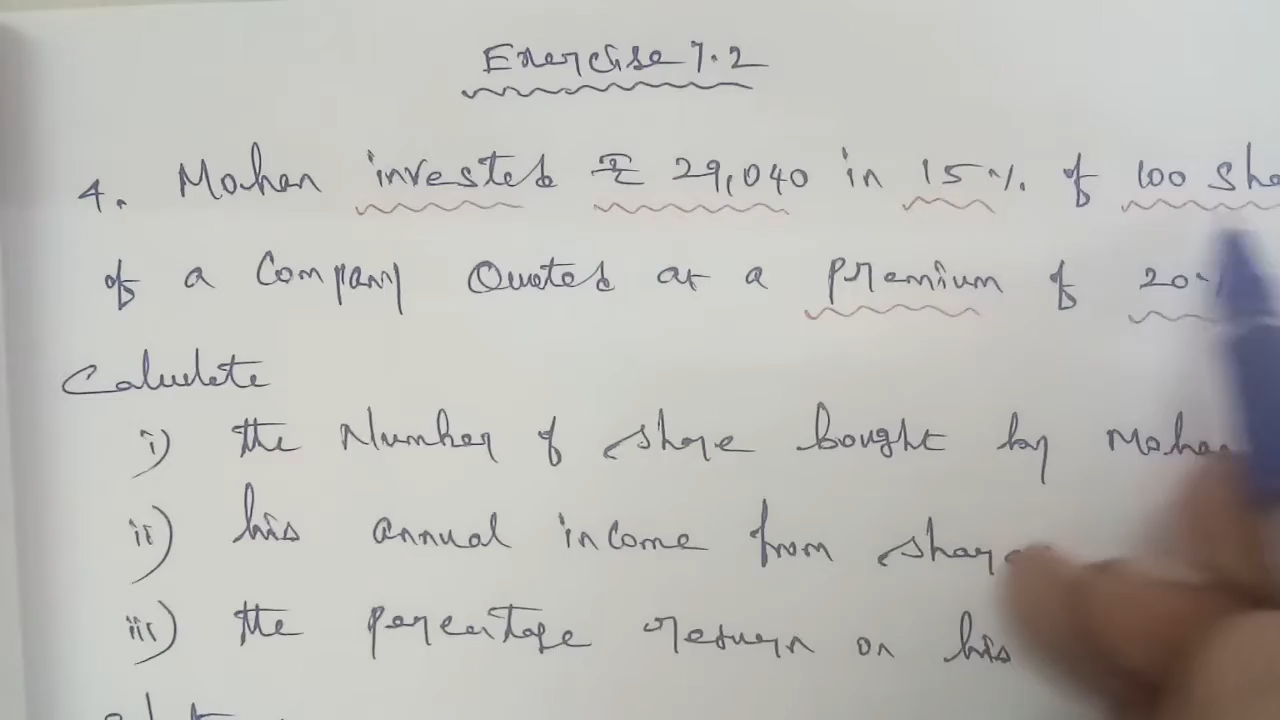 Exercise 7.2
4. Mohan invested ₹ 29,040 in 15% of 100 Sha
of a Company Quoted at a premium of 20%
Calculate
i) the Number of share bought by Mohan
ii) his annual income from share
iii) the percentage return on his